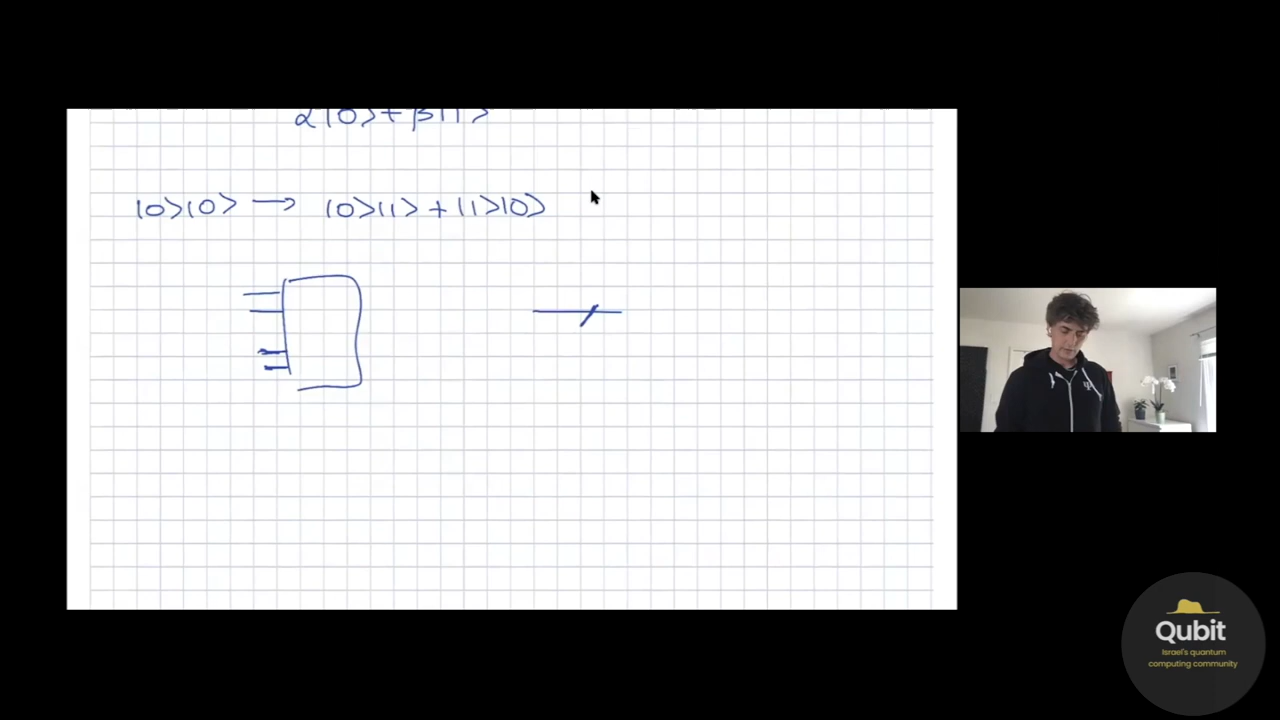 α|0>+β|1>
|0>|0> → |0>|1>+|1>|0>
Ψ
Qubit
Israel's quantum
computing community